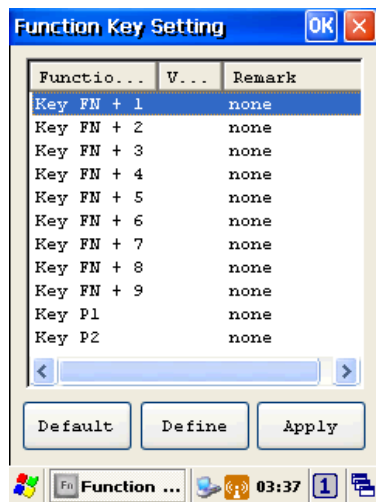 Function Key Setting OK
Functio... V... Remark
Key FN + 1 none
Key FN + 2 none
Key FN + 3 none
Key FN + 4 none
Key FN + 5 none
Key FN + 6 none
Key FN + 7 none
Key FN + 8 none
Key FN + 9 none
Key P1 none
Key P2 none
Default Define Apply
Fn Function ... 03:37 1